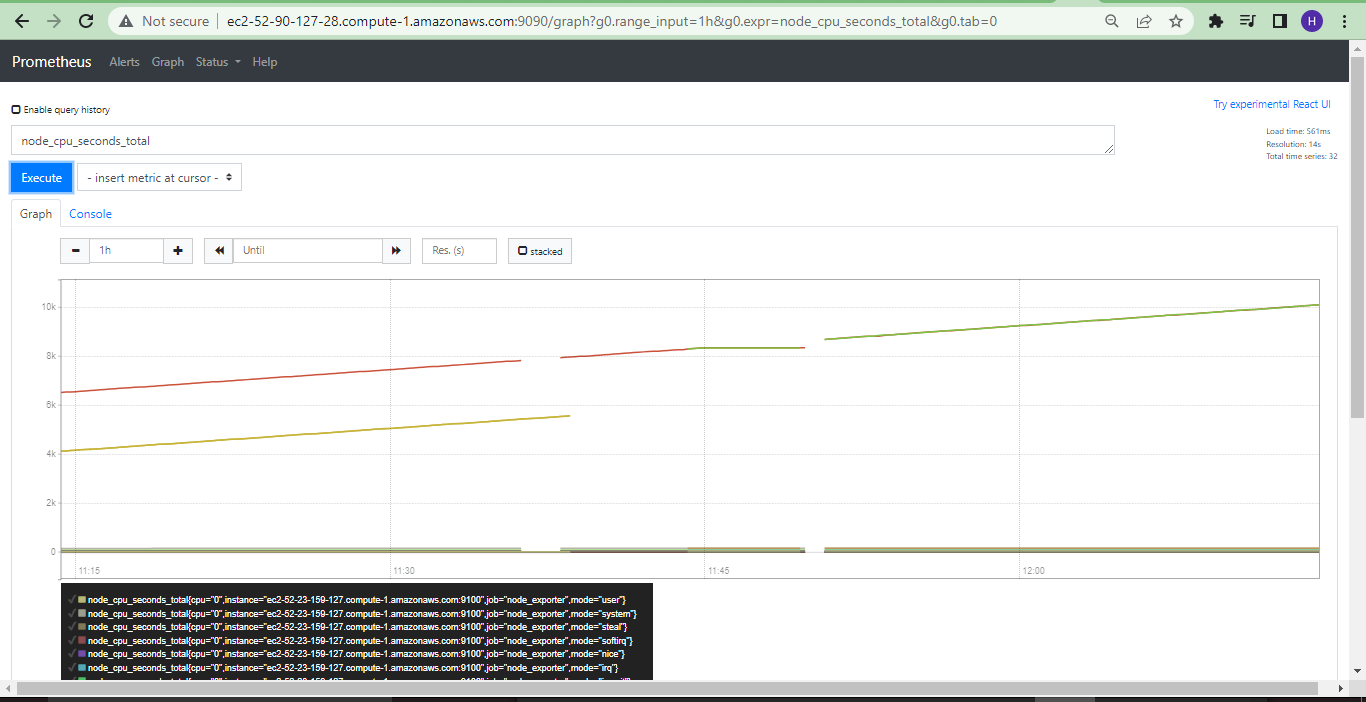 Not secure ec2-52-90-127-28.compute-1.amazonaws.com:9090/graph?g0.range_input=1h&g0.expr=node_cpu_seconds_total&g0.tab=0 H
Prometheus Alerts Graph Status Help
Enable query history Try experimental React UI
node_cpu_seconds_total
Load time: 561ms
Resolution: 14s
Total time series: 32
Execute - insert metric at cursor -
Graph Console
1h Until Res. (s) stacked
10k
8k
6k
4k
2k
0
11:15 11:30 11:45 12:00
node_cpu_seconds_total{cpu="0",instance="ec2-52-23-159-127.compute-1.amazonaws.com:9100",job="node_exporter",mode="user"}
node_cpu_seconds_total{cpu="0",instance="ec2-52-23-159-127.compute-1.amazonaws.com:9100",job="node_exporter",mode="system"}
node_cpu_seconds_total{cpu="0",instance="ec2-52-23-159-127.compute-1.amazonaws.com:9100",job="node_exporter",mode="steal"}
node_cpu_seconds_total{cpu="0",instance="ec2-52-23-159-127.compute-1.amazonaws.com:9100",job="node_exporter",mode="softirq"}
node_cpu_seconds_total{cpu="0",instance="ec2-52-23-159-127.compute-1.amazonaws.com:9100",job="node_exporter",mode="nice"}
node_cpu_seconds_total{cpu="0",instance="ec2-52-23-159-127.compute-1.amazonaws.com:9100",job="node_exporter",mode="irq"}